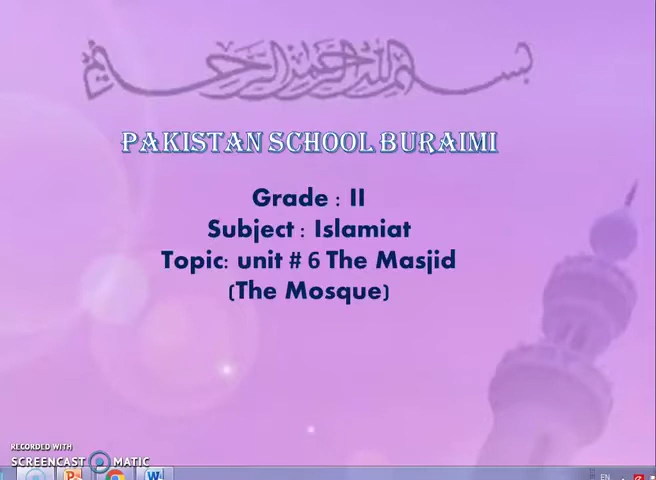 بسم الله الرحمن الرحيم
PAKISTAN SCHOOL BURAIMI
Grade : II
Subject : Islamiat
Topic: unit # 6 The Masjid
(The Mosque)
RECORDED WITH
SCREENCAST MATIC
EN